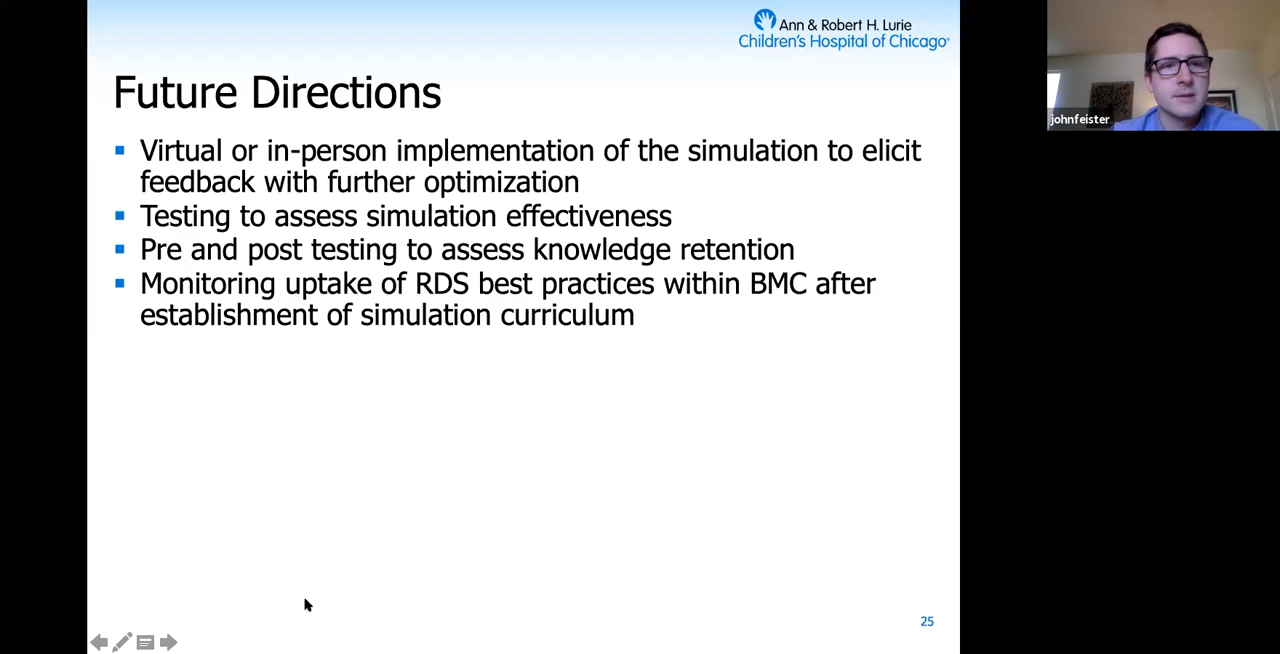 Ann & Robert H. Lurie
Children's Hospital of Chicago®
johnfeister
Future Directions
Virtual or in-person implementation of the simulation to elicit
feedback with further optimization
Testing to assess simulation effectiveness
Pre and post testing to assess knowledge retention
Monitoring uptake of RDS best practices within BMC after
establishment of simulation curriculum
25